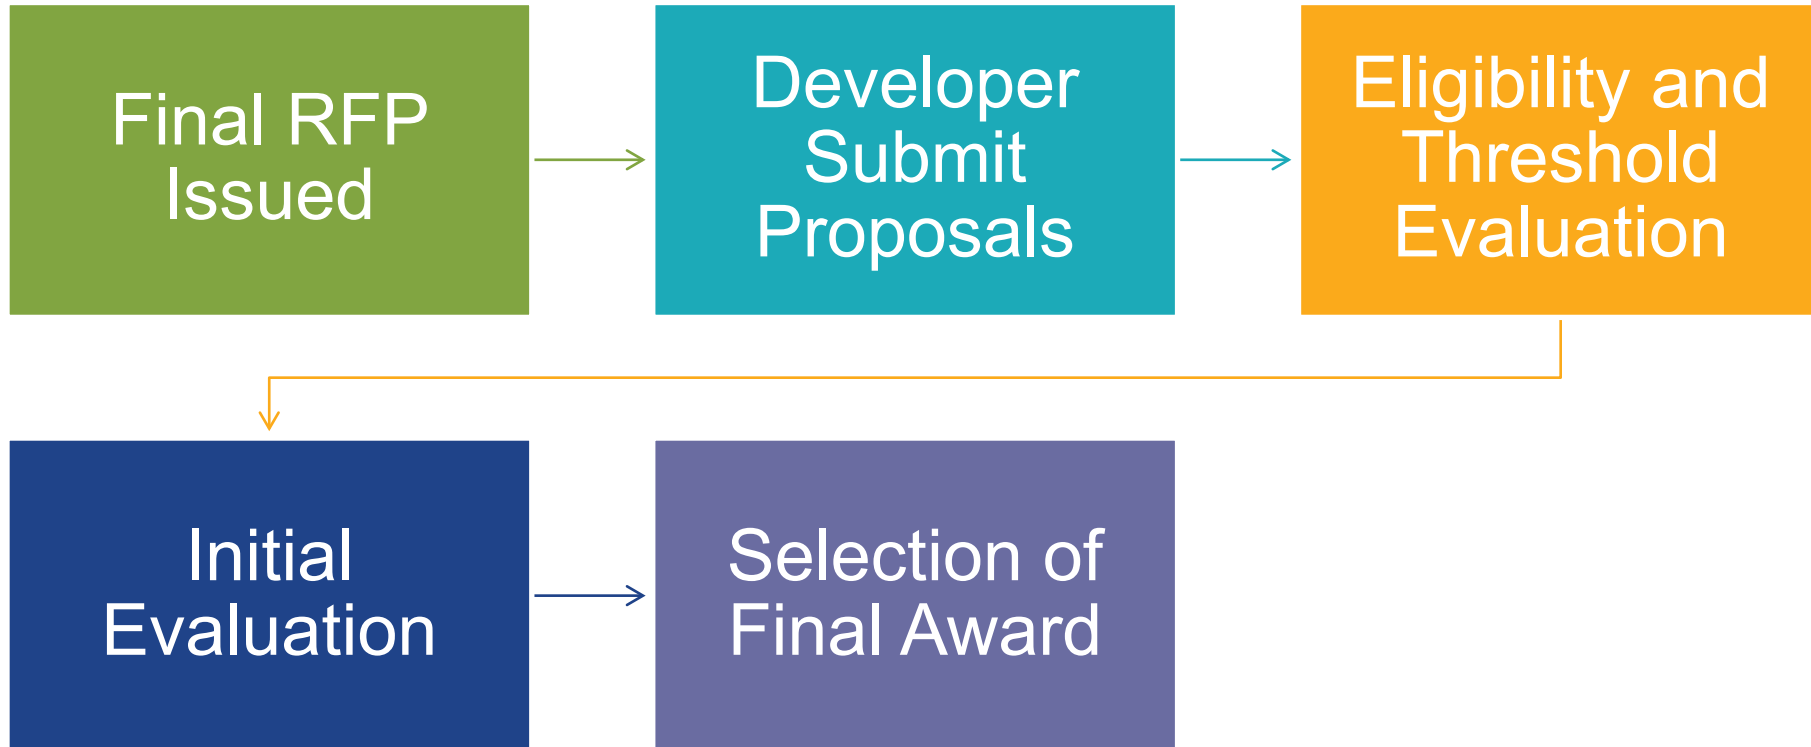 Final RFP
Issued
Developer
Submit
Proposals
Eligibility and
Threshold
Evaluation
Initial
Evaluation
Selection of
Final Award